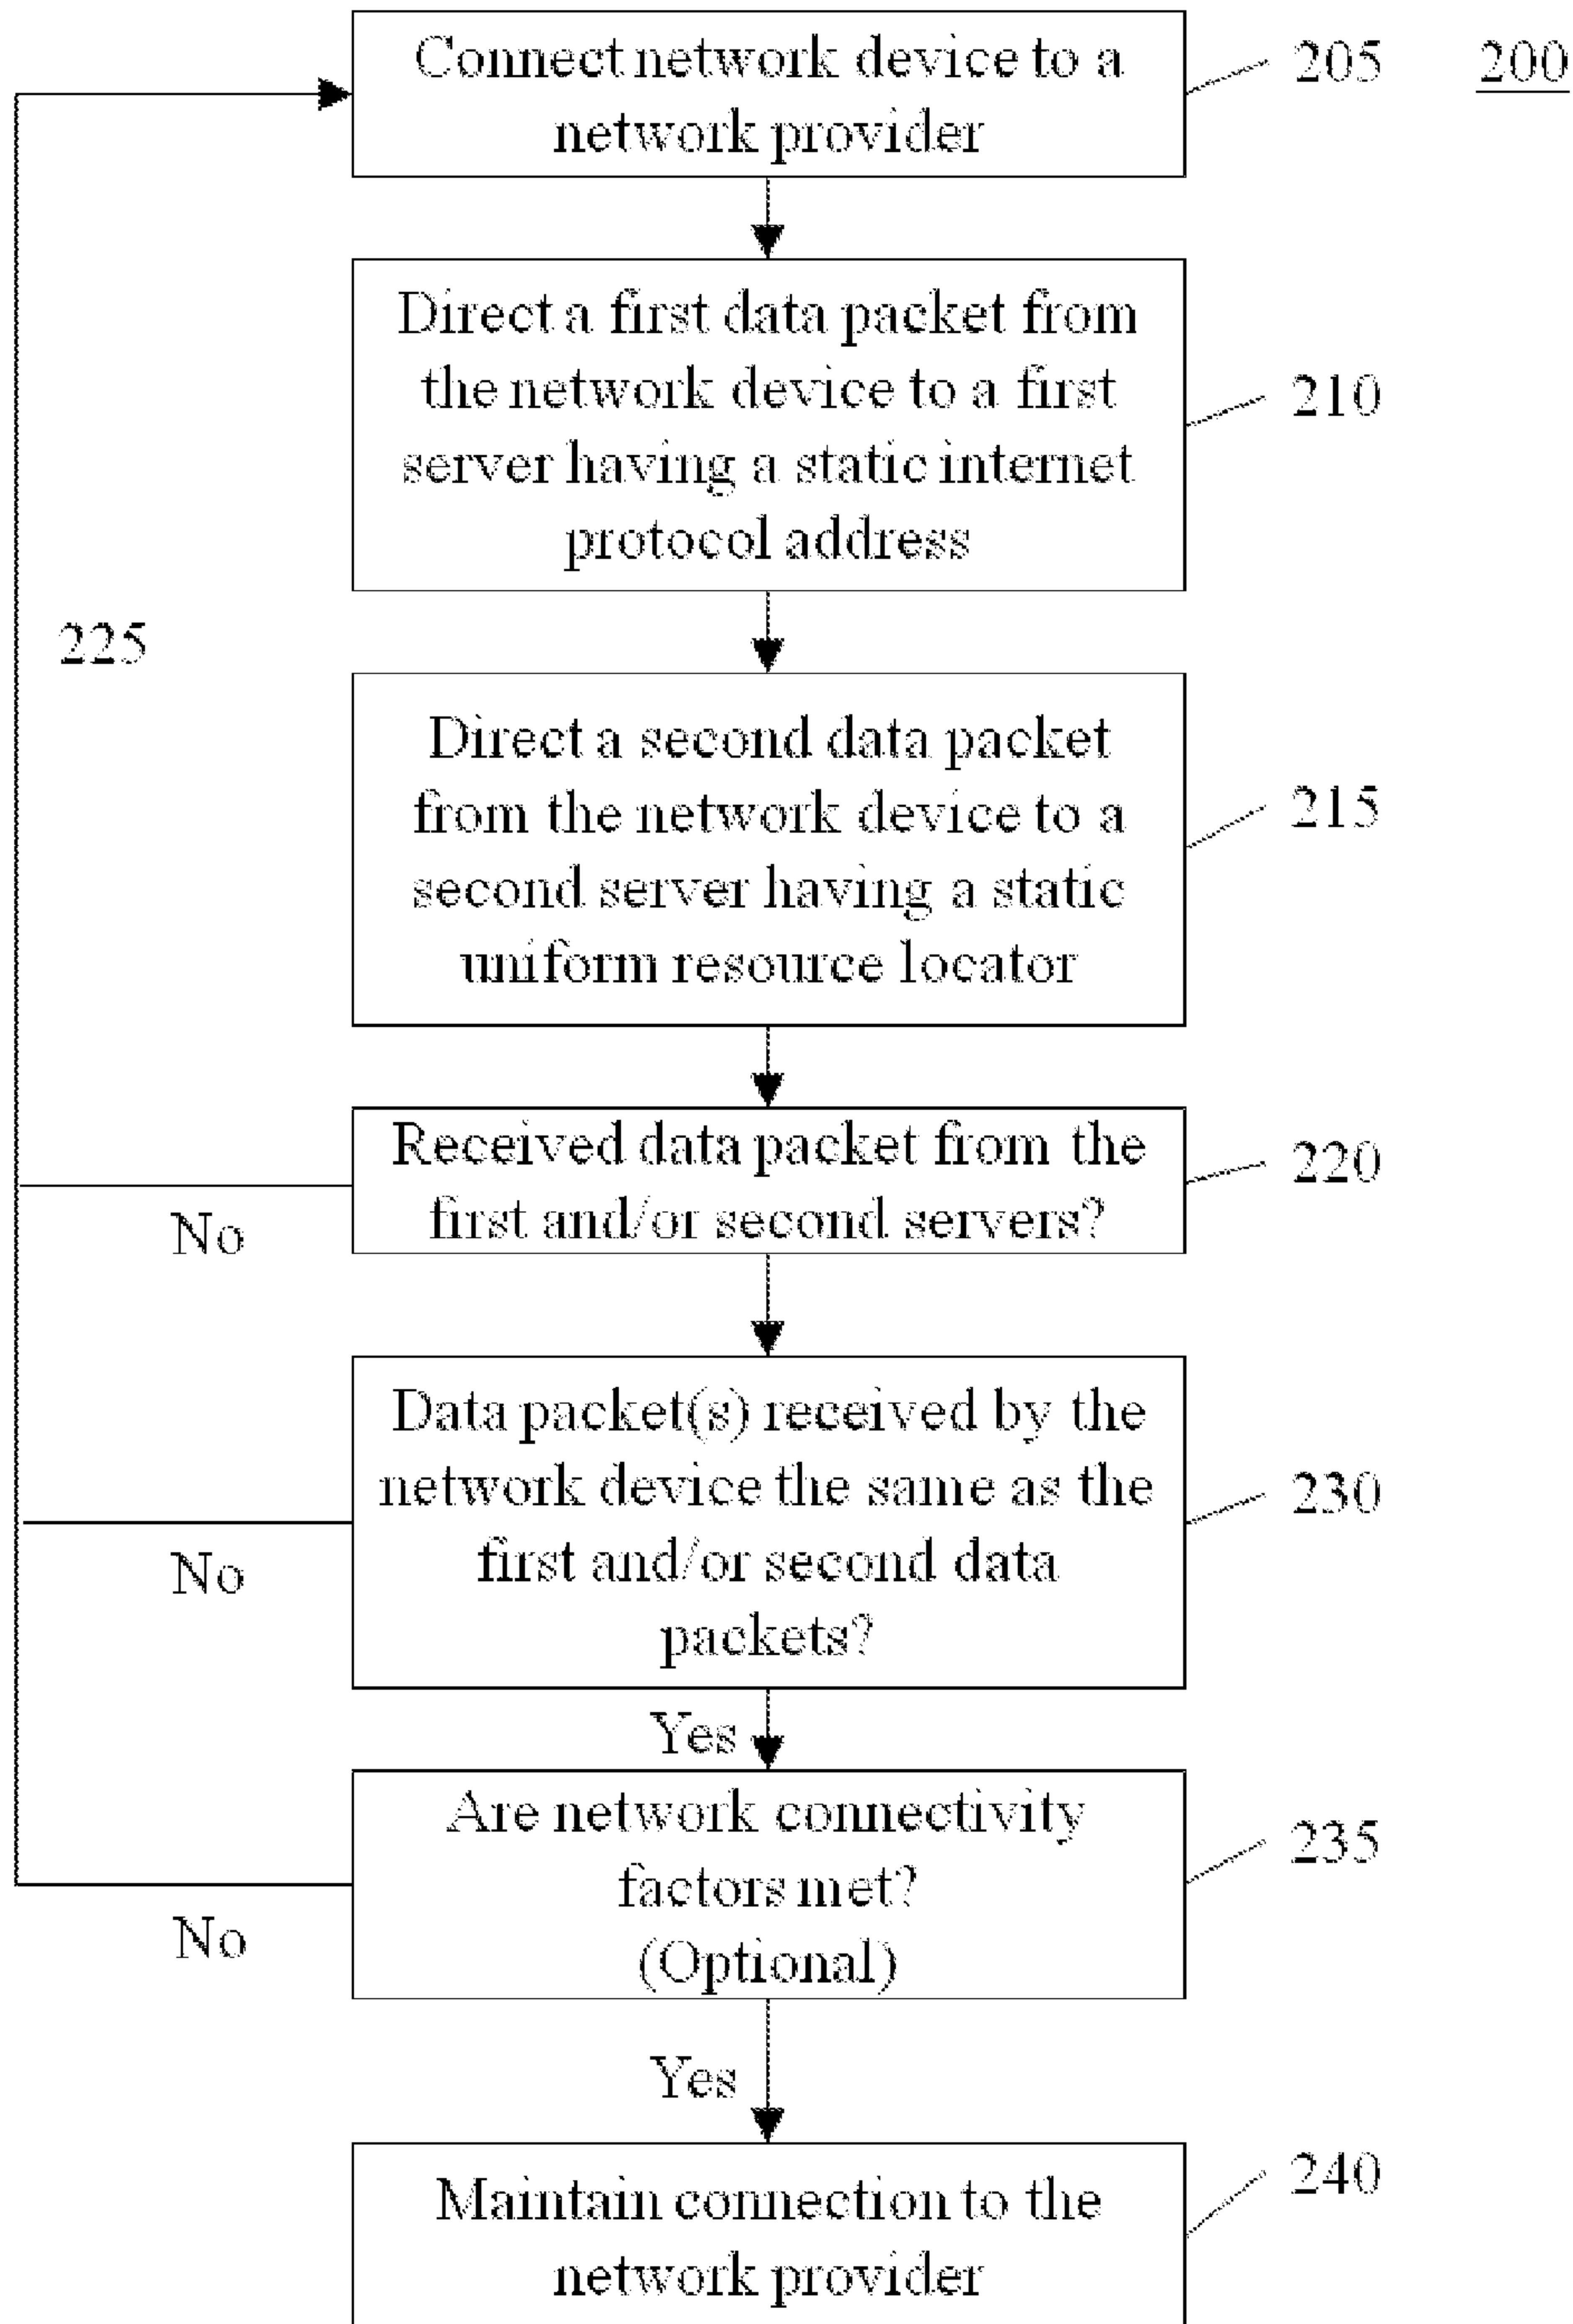 Connect network device to a
network provider
205
200
Direct a first data packet from
the network device to a first
server having a static internet
protocol address
210
225
Direct a second data packet
from the network device to a
second server having a static
uniform resource locator
215
Received data packet from the
first and/or second servers?
220
No
Data packet(s) received by the
network device the same as the
first and/or second data
packets?
230
No
Yes
Are network connectivity
factors met?
(Optional)
235
No
Yes
Maintain connection to the
network provider
240